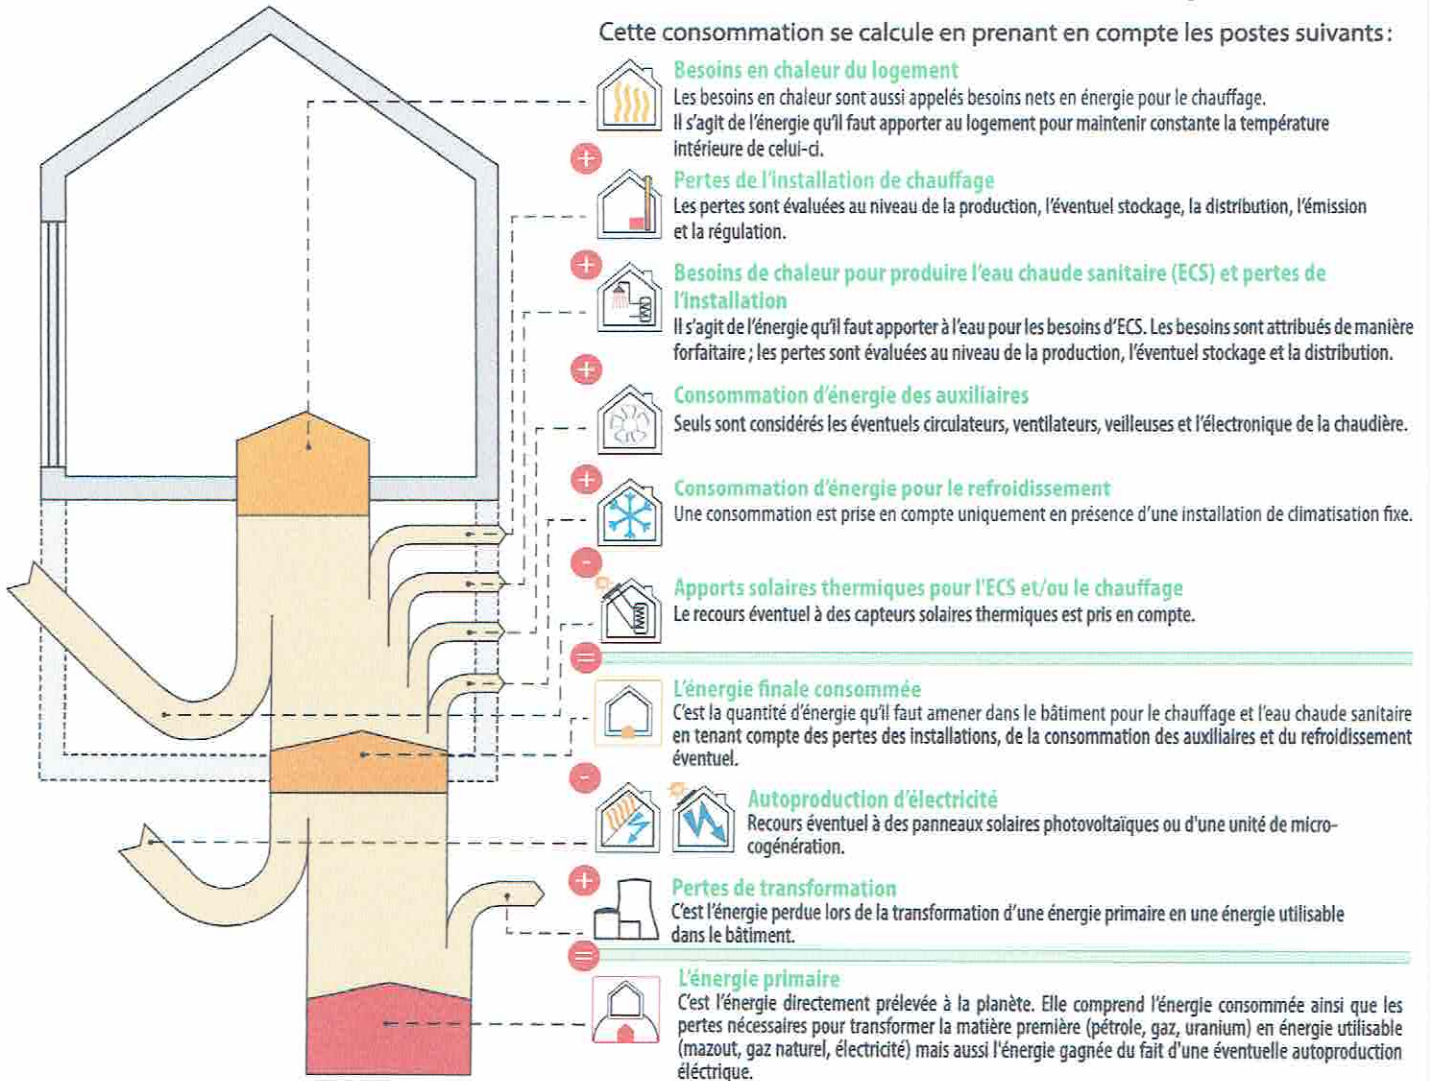 Cette consommation se calcule en prenant en compte les postes suivants :
Besoins en chaleur du logement
Les besoins en chaleur sont aussi appelés besoins nets en énergie pour le chauffage.
Il s'agit de l'énergie qu'il faut apporter au logement pour maintenir constante la température
intérieure de celui-ci.
+
Pertes de l'installation de chauffage
Les pertes sont évaluées au niveau de la production, l'éventuel stockage, la distribution, l'émission
et la régulation.
+
Besoins de chaleur pour produire l'eau chaude sanitaire (ECS) et pertes de
l'installation
Il s'agit de l'énergie qu'il faut apporter à l'eau pour les besoins d'ECS. Les besoins sont attribués de manière
forfaitaire ; les pertes sont évaluées au niveau de la production, l'éventuel stockage et la distribution.
+
Consommation d'énergie des auxiliaires
Seuls sont considérés les éventuels circulateurs, ventilateurs, veilleuses et l'électronique de la chaudière.
+
Consommation d'énergie pour le refroidissement
Une consommation est prise en compte uniquement en présence d'une installation de climatisation fixe.
-
Apports solaires thermiques pour l'ECS et/ou le chauffage
Le recours éventuel à des capteurs solaires thermiques est pris en compte.
=
L'énergie finale consommée
C'est la quantité d'énergie qu'il faut amener dans le bâtiment pour le chauffage et l'eau chaude sanitaire
en tenant compte des pertes des installations, de la consommation des auxiliaires et du refroidissement
éventuel.
-
Autoproduction d'électricité
Recours éventuel à des panneaux solaires photovoltaïques ou d'une unité de micro-
cogénération.
+
Pertes de transformation
C'est l'énergie perdue lors de la transformation d'une énergie primaire en une énergie utilisable
dans le bâtiment.
=
L'énergie primaire
C'est l'énergie directement prélevée à la planète. Elle comprend l'énergie consommée ainsi que les
pertes nécessaires pour transformer la matière première (pétrole, gaz, uranium) en énergie utilisable
(mazout, gaz naturel, électricité) mais aussi l'énergie gagnée du fait d'une éventuelle autoproduction
éléctrique.